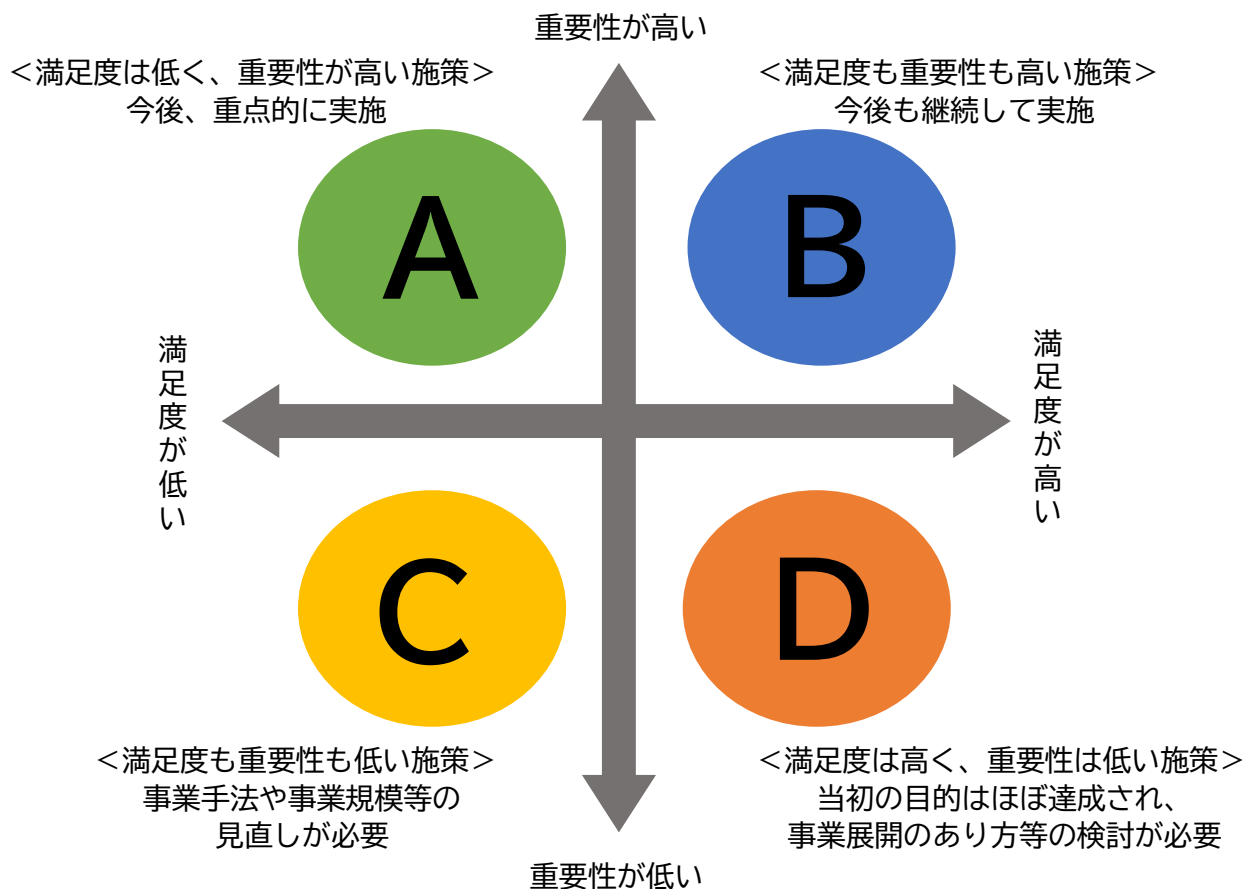 重要性が高い
＜満足度は低く、重要性が高い施策＞
今後、重点的に実施
＜満足度も重要性も高い施策＞
今後も継続して実施
A
B
満足度が低い
満足度が高い
C
D
＜満足度も重要性も低い施策＞
事業手法や事業規模等の
見直しが必要
＜満足度は高く、重要性は低い施策＞
当初の目的はほぼ達成され、
事業展開のあり方等の検討が必要
重要性が低い